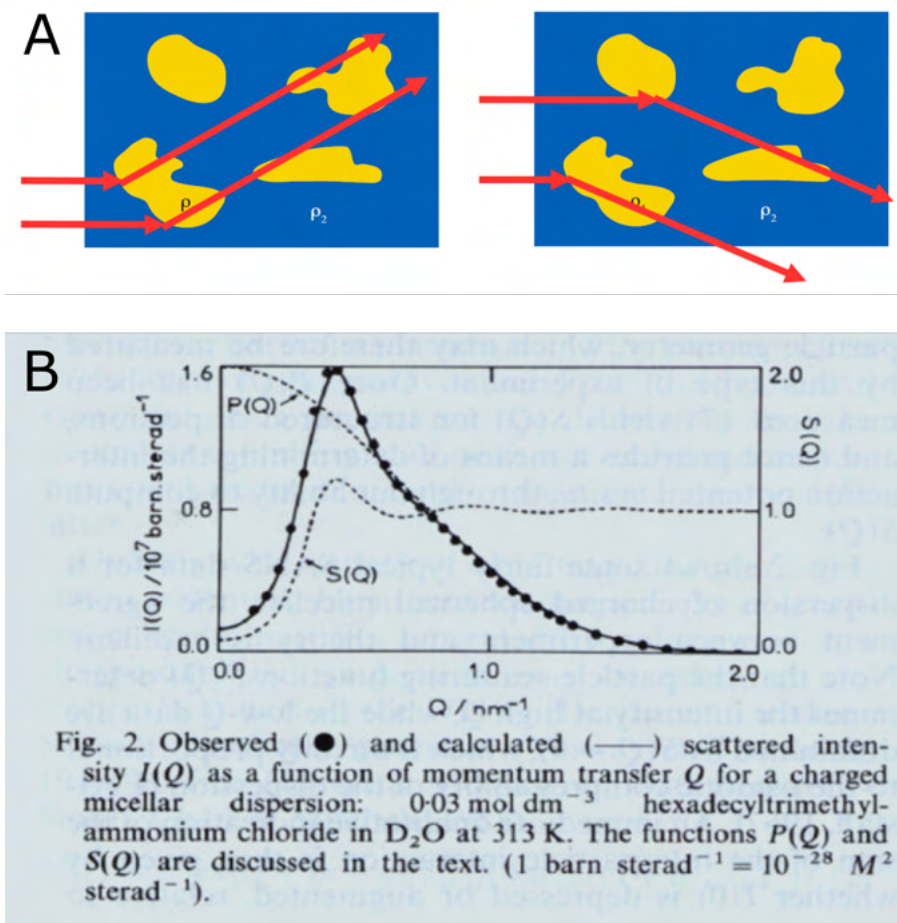 A
ρ
ρ₂
ρ₂
B
1.6
2.0
P(Q)
I(Q) / 10⁻⁷ barn sterad⁻¹
0.8
1.0
S(Q)
S(Q)
0.0
0.0
0.0
1.0
2.0
Q / nm⁻¹
Fig. 2. Observed (●) and calculated (——) scattered inten-
sity I(Q) as a function of momentum transfer Q for a charged
micellar dispersion: 0·03 mol dm⁻³ hexadecyltrimethyl-
ammonium chloride in D₂O at 313 K. The functions P(Q) and
S(Q) are discussed in the text. (1 barn sterad⁻¹ = 10⁻²⁸ M²
sterad⁻¹).